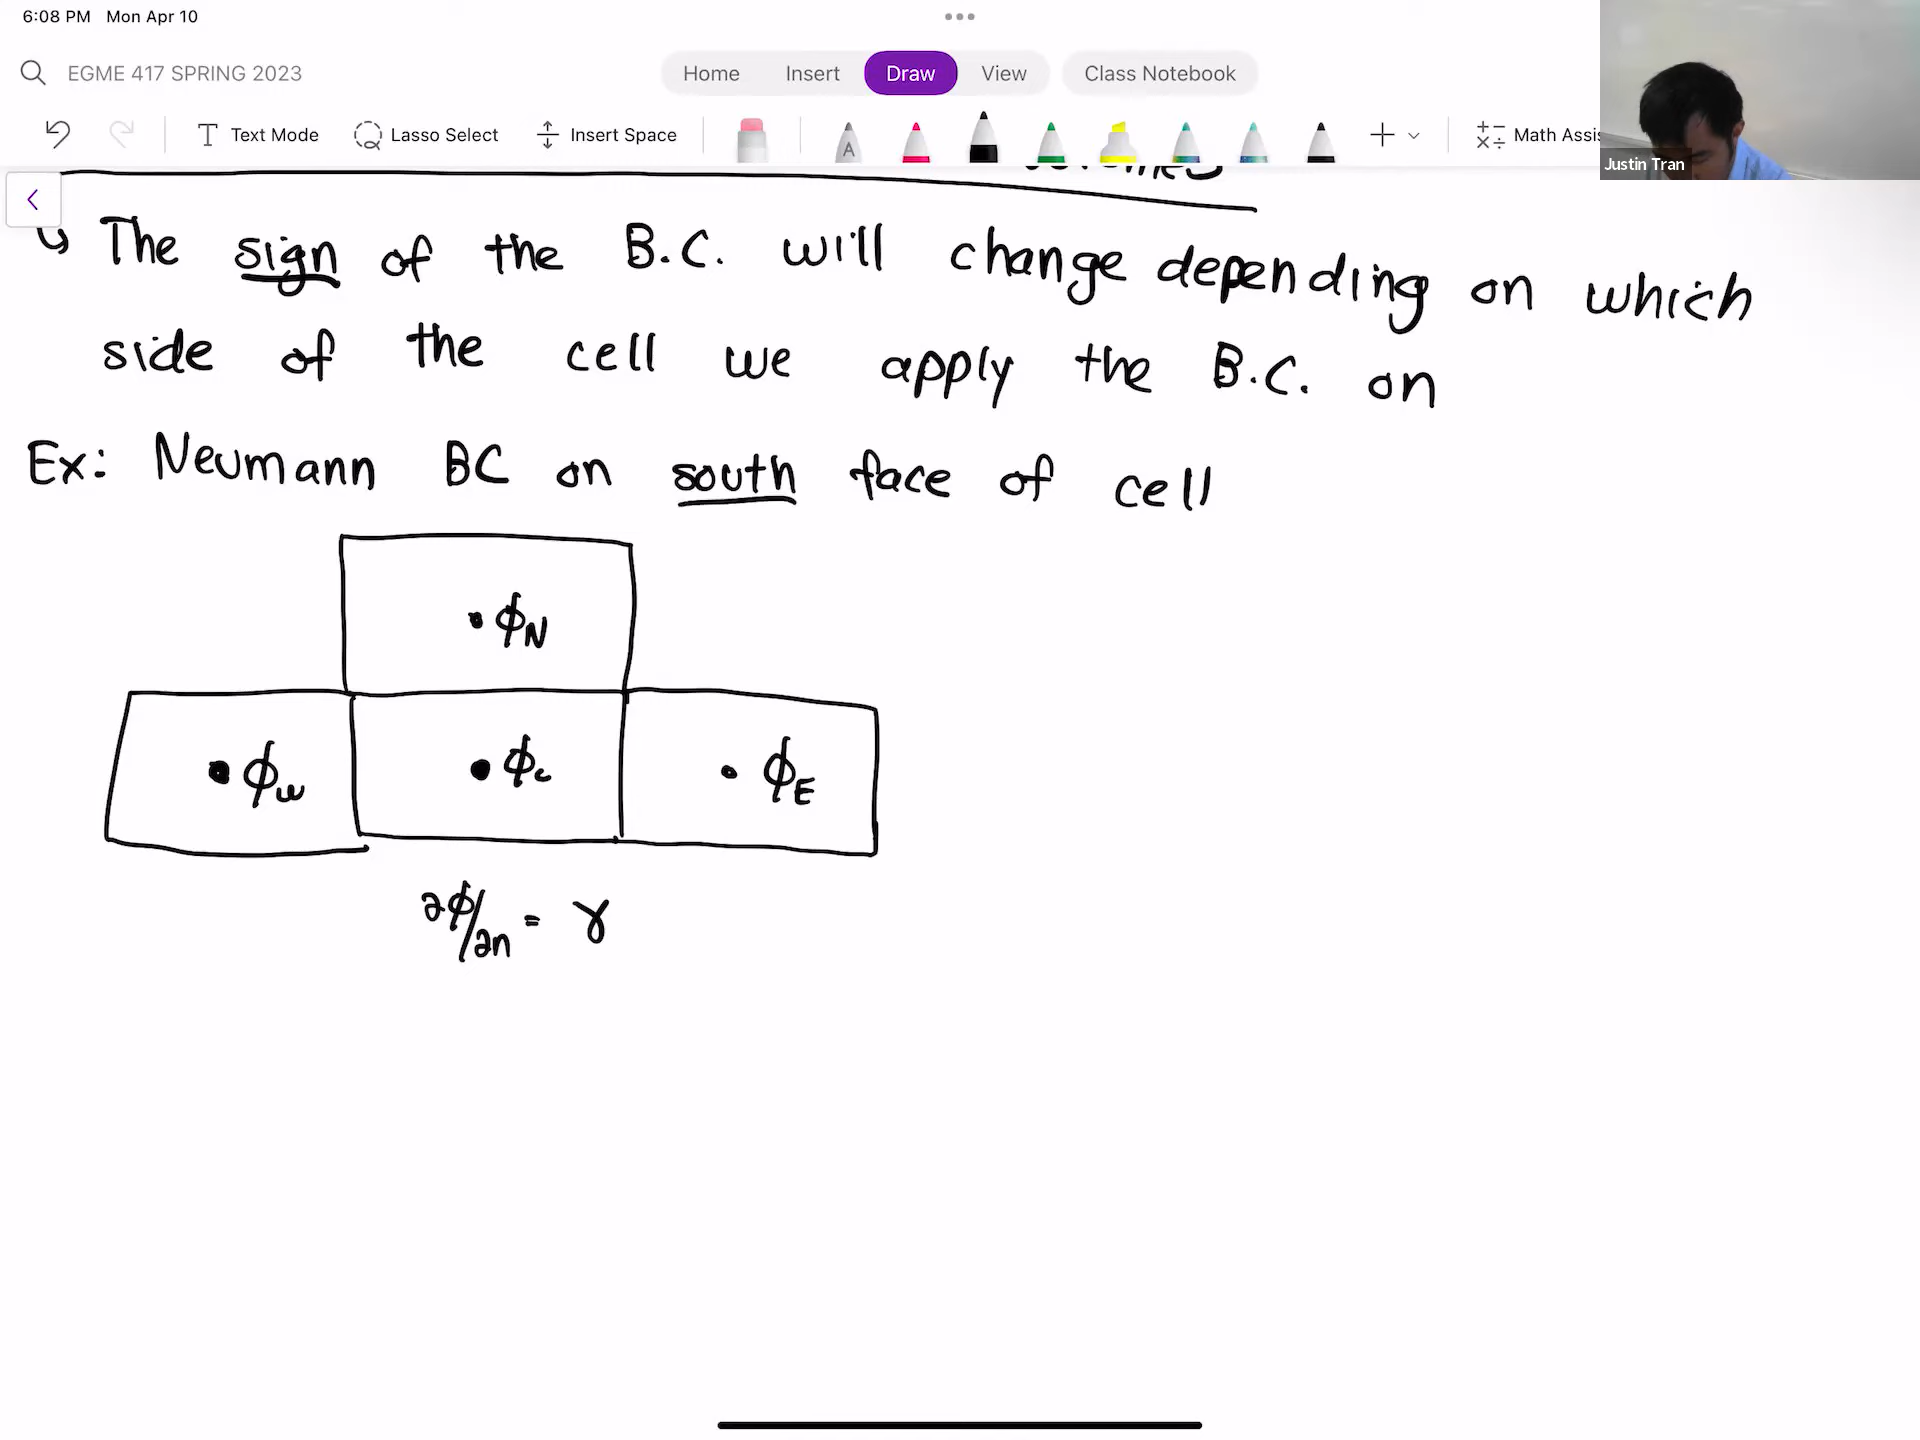 6:08 PM Mon Apr 10
EGME 417 SPRING 2023
Home Insert Draw View Class Notebook
Text Mode Lasso Select Insert Space A Math Assis
Justin Tran
The sign of the B.C. will change depending on which
side of the cell we apply the B.C. on
Ex: Neumann BC on south face of cell
ϕN
ϕw ϕc ϕE
∂ϕ/∂n = γ